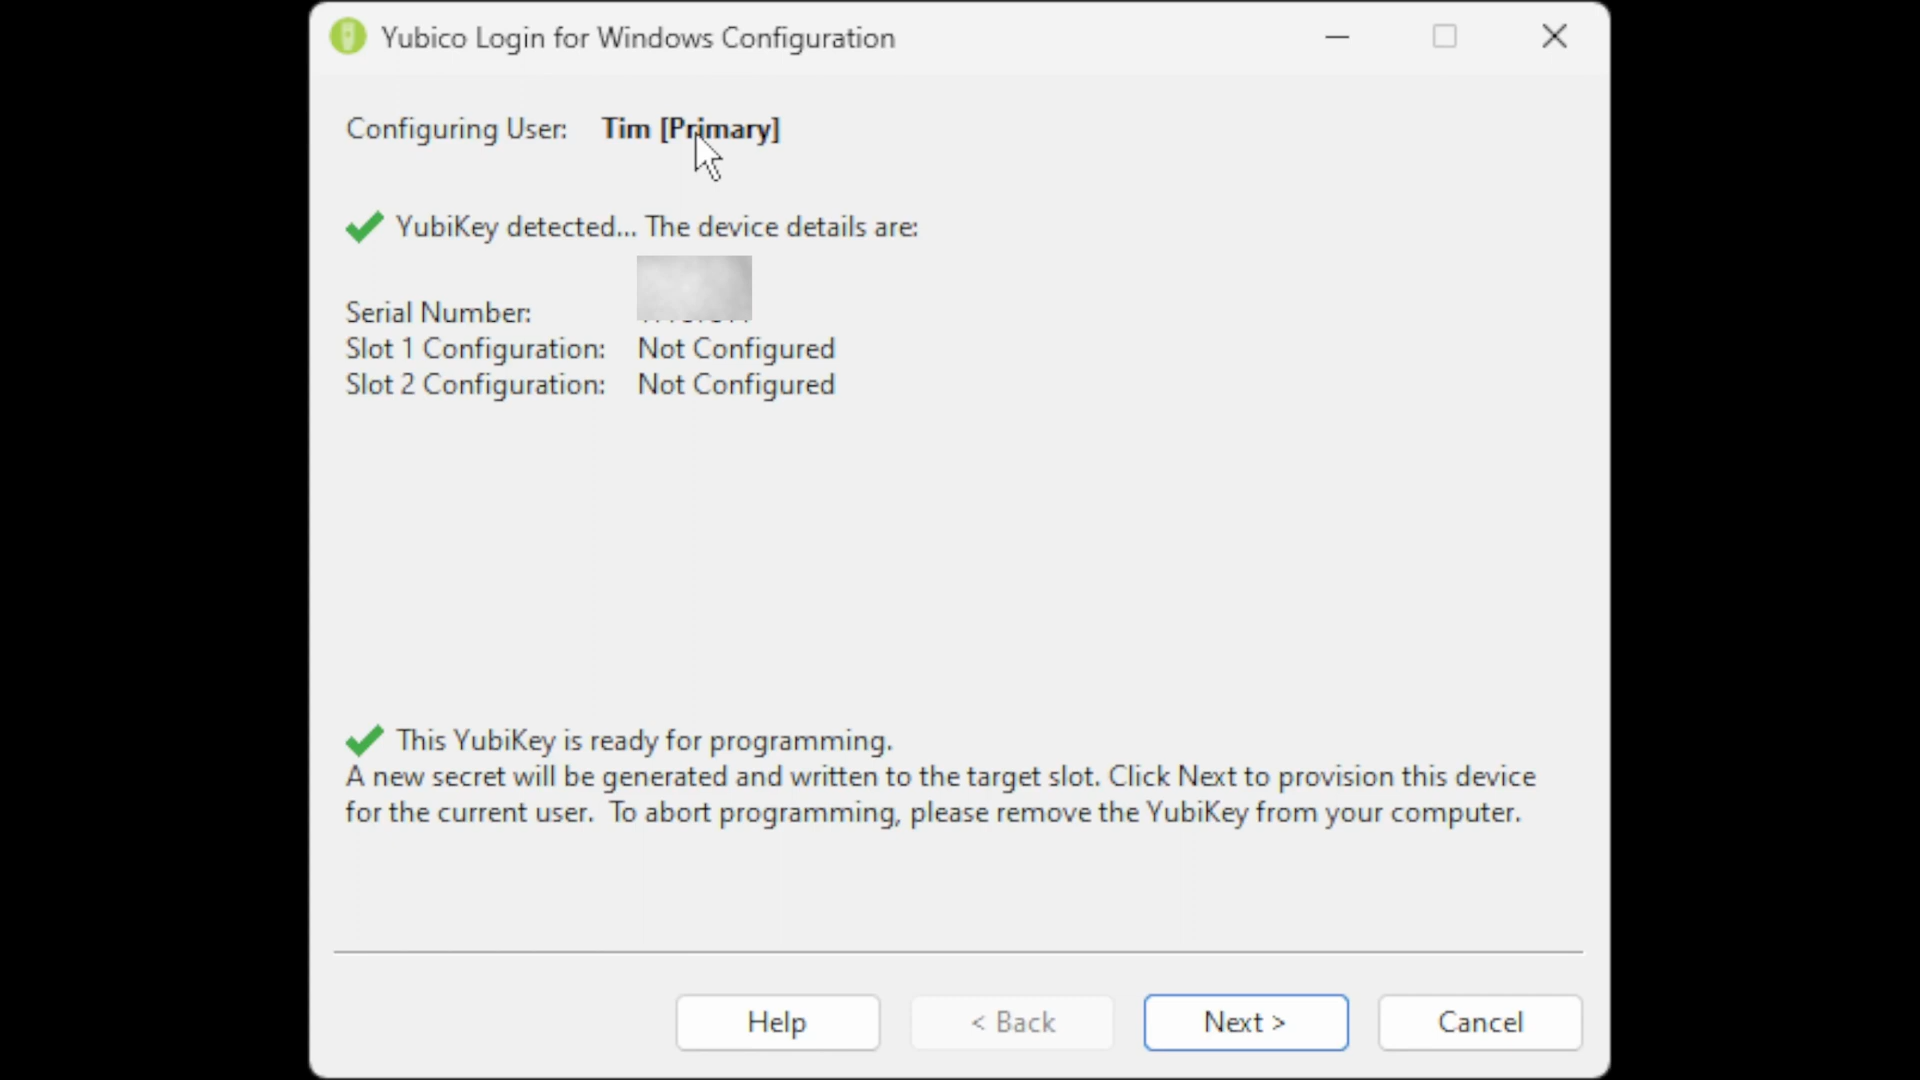 Yubico Login for Windows Configuration
Configuring User: Tim [Primary]
YubiKey detected... The device details are:
Serial Number:
Slot 1 Configuration: Not Configured
Slot 2 Configuration: Not Configured
This YubiKey is ready for programming.
A new secret will be generated and written to the target slot. Click Next to provision this device
for the current user. To abort programming, please remove the YubiKey from your computer.
Help < Back Next > Cancel